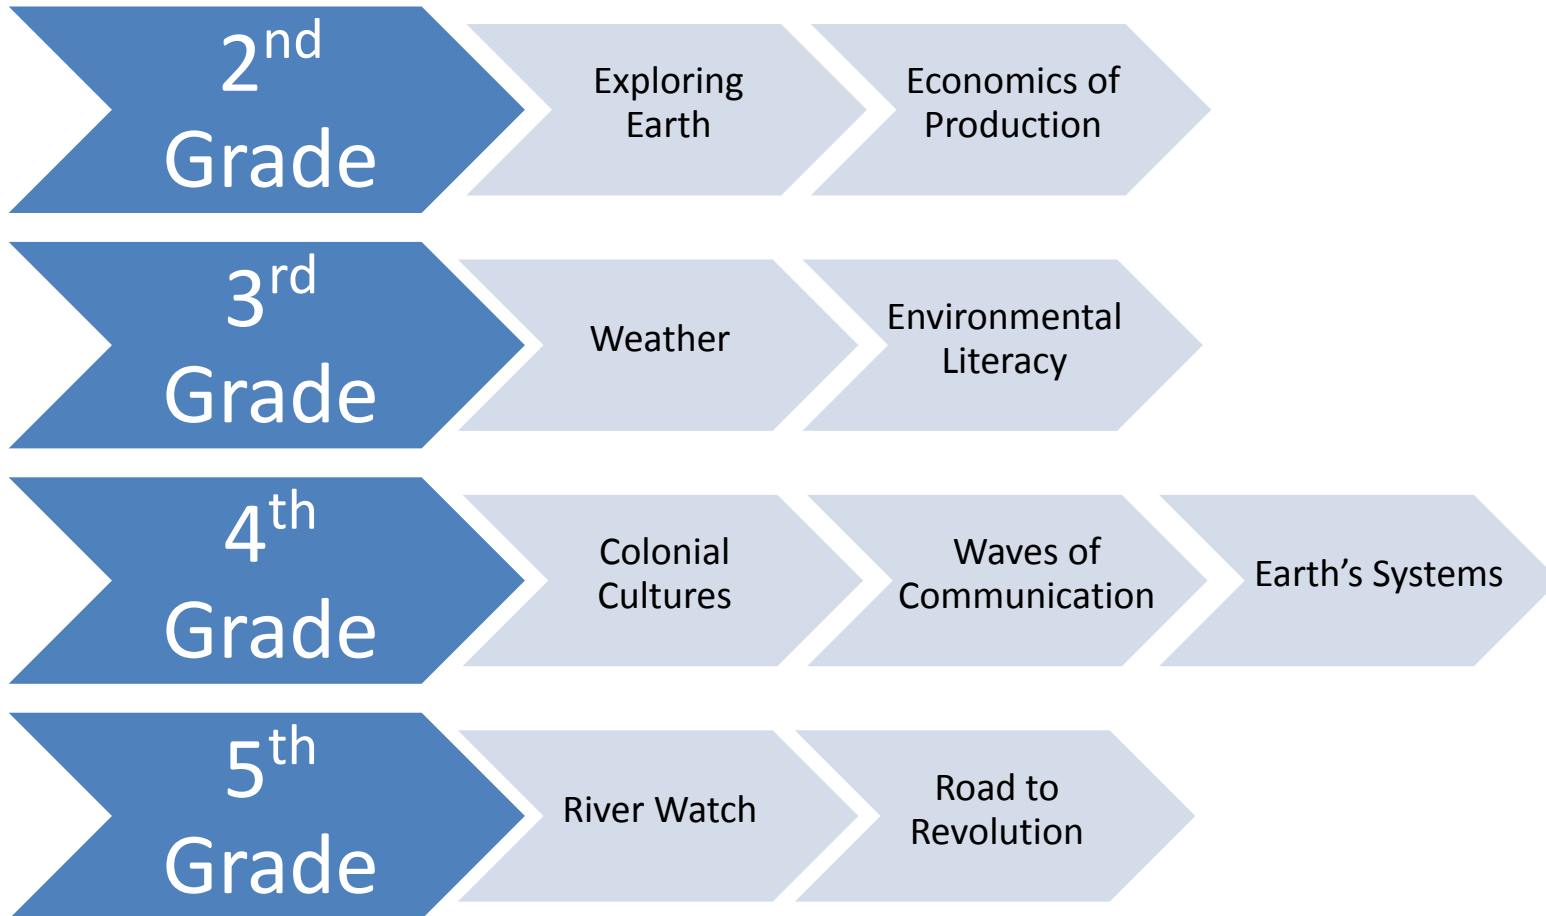 2nd
Grade
Exploring
Earth
Economics of
Production
3rd
Grade
Weather
Environmental
Literacy
4th
Grade
Colonial
Cultures
Waves of
Communication
Earth’s Systems
5th
Grade
River Watch
Road to
Revolution